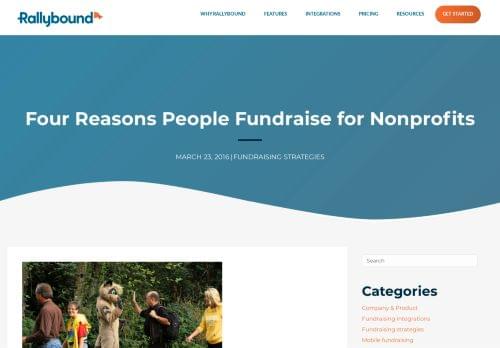 Rallybound
WHY RALLYBOUND
FEATURES
INTEGRATIONS
PRICING
RESOURCES
GET STARTED
Four Reasons People Fundraise for Nonprofits
MARCH 23, 2016 | FUNDRAISING STRATEGIES
Search
Categories
Company & Product
Fundraising integrations
Fundraising strategies
Mobile fundraising